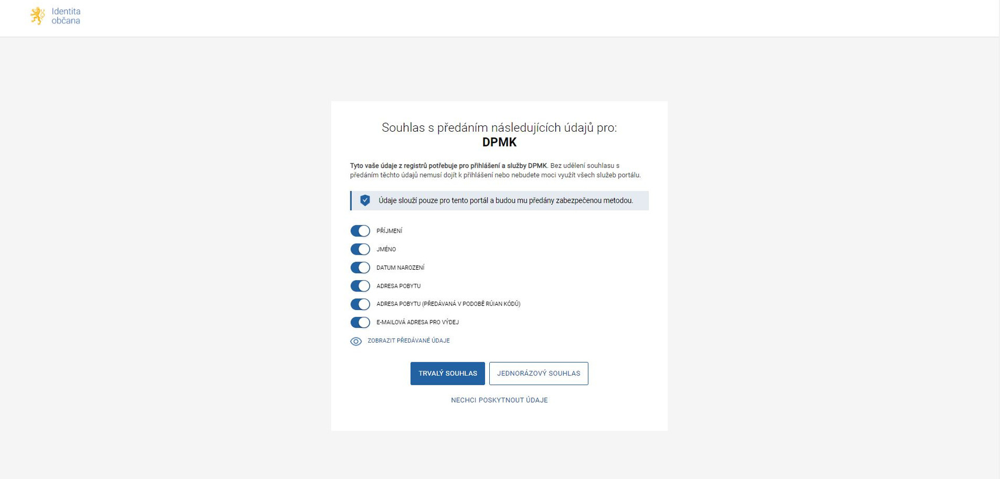 Identita
občana
Souhlas s předáním následujících údajů pro:
DPMK
Tyto vaše údaje z registrů potřebuje pro přihlášení a služby DPMK. Bez udělení souhlasu s
předáním těchto údajů nemusí dojít k přihlášení nebo nebudete moci využít všech služeb portálu.
Údaje slouží pouze pro tento portál a budou mu předány zabezpečenou metodou.
PŘÍJMENÍ
JMÉNO
DATUM NAROZENÍ
ADRESA POBYTU
ADRESA POBYTU (PŘEDÁVANÁ V PODOBĚ RÚIAN KÓDŮ)
E-MAILOVÁ ADRESA PRO VÝDEJ
ZOBRAZIT PŘEDÁVANÉ ÚDAJE
TRVALÝ SOUHLAS
JEDNORÁZOVÝ SOUHLAS
NECHCI POSKYTNOUT ÚDAJE